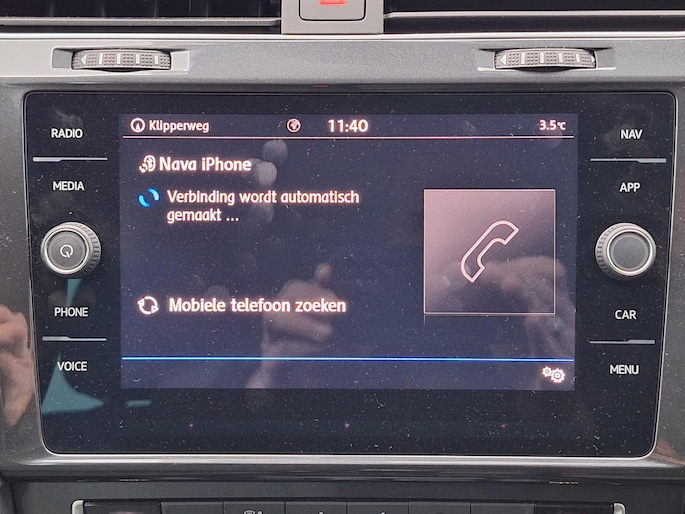 RADIO
MEDIA
PHONE
VOICE
Klipperweg 11:40 3.5°C
Nava iPhone
Verbinding wordt automatisch
gemaakt ...
Mobiele telefoon zoeken
NAV
APP
CAR
MENU